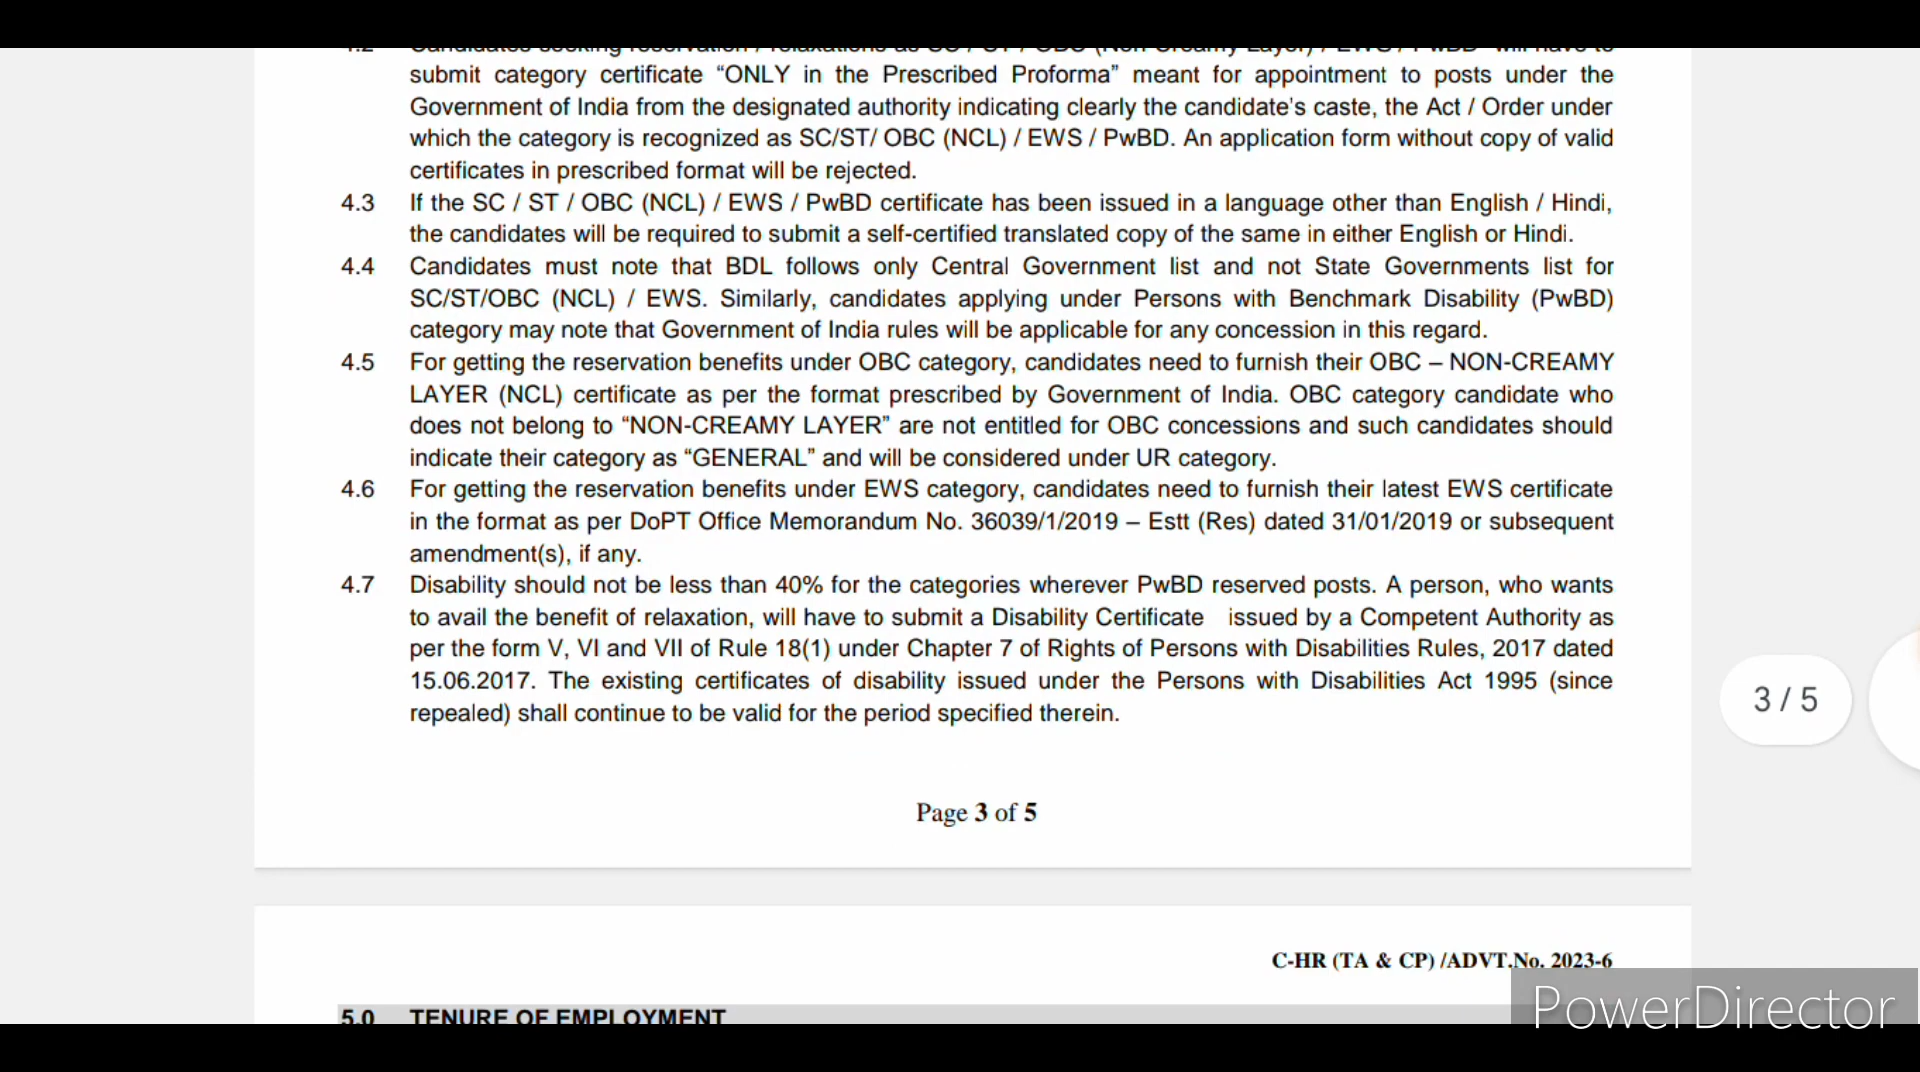 4.2 Candidates seeking reservation / relaxations as SC / ST / OBC (Non-Creamy Layer) / EWS / PwBD will have to
submit category certificate “ONLY in the Prescribed Proforma” meant for appointment to posts under the
Government of India from the designated authority indicating clearly the candidate's caste, the Act / Order under
which the category is recognized as SC/ST/ OBC (NCL) / EWS / PwBD. An application form without copy of valid
certificates in prescribed format will be rejected.
4.3 If the SC / ST / OBC (NCL) / EWS / PwBD certificate has been issued in a language other than English / Hindi,
the candidates will be required to submit a self-certified translated copy of the same in either English or Hindi.
4.4 Candidates must note that BDL follows only Central Government list and not State Governments list for
SC/ST/OBC (NCL) / EWS. Similarly, candidates applying under Persons with Benchmark Disability (PwBD)
category may note that Government of India rules will be applicable for any concession in this regard.
4.5 For getting the reservation benefits under OBC category, candidates need to furnish their OBC – NON-CREAMY
LAYER (NCL) certificate as per the format prescribed by Government of India. OBC category candidate who
does not belong to “NON-CREAMY LAYER” are not entitled for OBC concessions and such candidates should
indicate their category as “GENERAL” and will be considered under UR category.
4.6 For getting the reservation benefits under EWS category, candidates need to furnish their latest EWS certificate
in the format as per DoPT Office Memorandum No. 36039/1/2019 – Estt (Res) dated 31/01/2019 or subsequent
amendment(s), if any.
4.7 Disability should not be less than 40% for the categories wherever PwBD reserved posts. A person, who wants
to avail the benefit of relaxation, will have to submit a Disability Certificate issued by a Competent Authority as
per the form V, VI and VII of Rule 18(1) under Chapter 7 of Rights of Persons with Disabilities Rules, 2017 dated
15.06.2017. The existing certificates of disability issued under the Persons with Disabilities Act 1995 (since
repealed) shall continue to be valid for the period specified therein.
3 / 5
Page 3 of 5
C-HR (TA & CP) /ADVT.No. 2023-6
5.0 TENURE OF EMPLOYMENT
PowerDirector